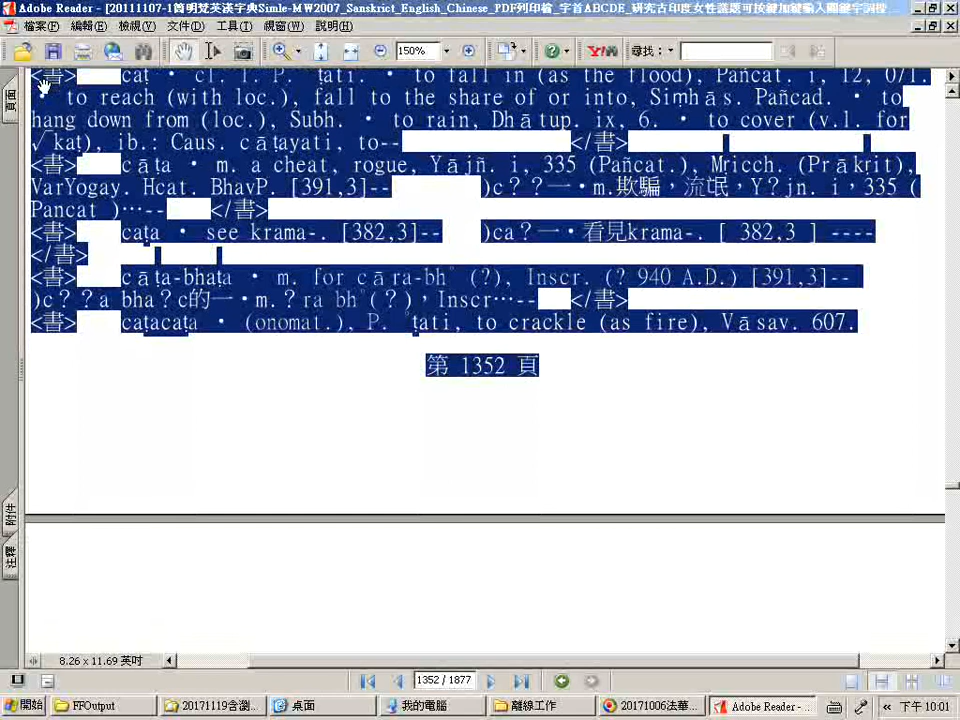 Adobe Reader - [20111107-1簡明梵英漢字典Simle-MW2007_Sanskrict_English_Chinese_PDF列印檔_字首ABCDE_研究古印度女性議題可按鍵加鍵輸入關鍵字詞搜
檔案(F) 編輯(E) 檢視(V) 文件(D) 工具(T) 視窗(W) 說明(H)
150% Y! 尋找：
頁面
<書> caṭ • cl. 1. P. ṭati. • to fall in (as the flood), Pañcat. i, 12, 0/1.
• to reach (with loc.), fall to the share of or into, Siṃhās. Pañcad. • to
hang down from (loc.), Subh. • to rain, Dhātup. ix, 6. • to cover (v.l. for
√kaṭ), ib.: Caus. cāṭayati, to-- </書>
<書> cāṭa • m. a cheat, rogue, Yājñ. i, 335 (Pañcat.), Mricch. (Prākrit),
VarYogay. Hcat. BhavP. [391,3]-- )c？？一•m.欺騙，流氓，Y？jn. i，335 (
Pancat )…-- </書>
<書> caṭa • see krama-. [382,3]-- )ca？一•看見krama-. [ 382,3 ] ----
</書>
<書> cāṭa-bhaṭa • m. for cāra-bh° (?), Inscr. (? 940 A.D.) [391,3]--
)c？？a bha？c的一•m.？ra bh°(？)，Inscr…-- </書>
<書> caṭacaṭa • (onomat.), P. °ṭati, to crackle (as fire), Vāsav. 607.
第 1352 頁
附件
注釋
8.26 x 11.69 英吋
1352 / 1877
開始 FFOutput 20171119含瀏... 桌面 我的電腦 離線工作 20171006法華... Adobe Reader - ... « 下午 10:01